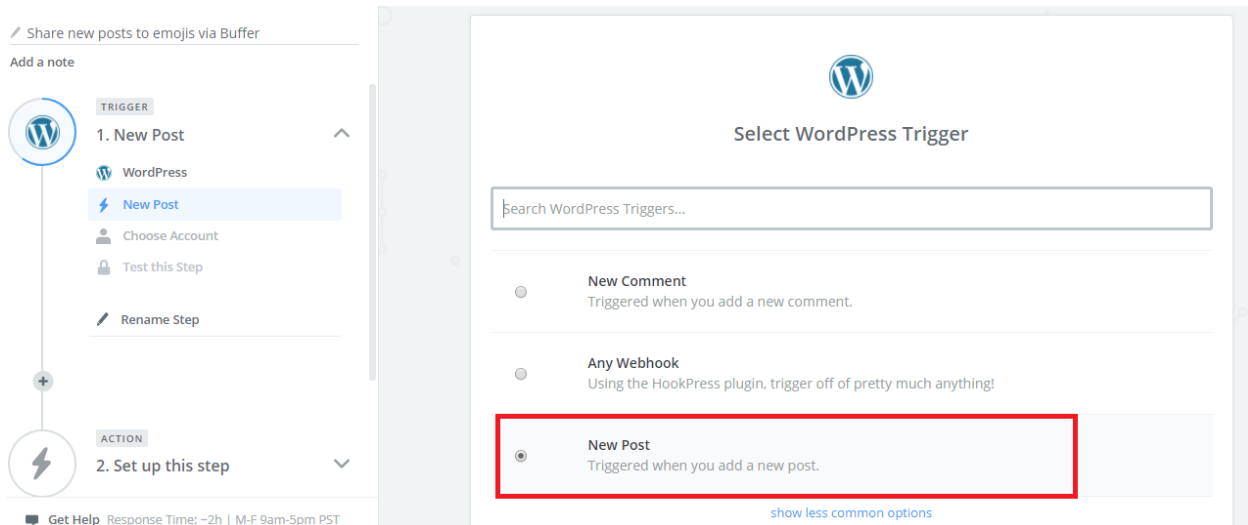 Share new posts to emojis via Buffer
Add a note
TRIGGER
1. New Post
WordPress
New Post
Choose Account
Test this Step
Rename Step
ACTION
2. Set up this step
Get Help Response Time: ~2h | M-F 9am-5pm PST
Select WordPress Trigger
Search WordPress Triggers...
New Comment
Triggered when you add a new comment.
Any Webhook
Using the HookPress plugin, trigger off of pretty much anything!
New Post
Triggered when you add a new post.
show less common options